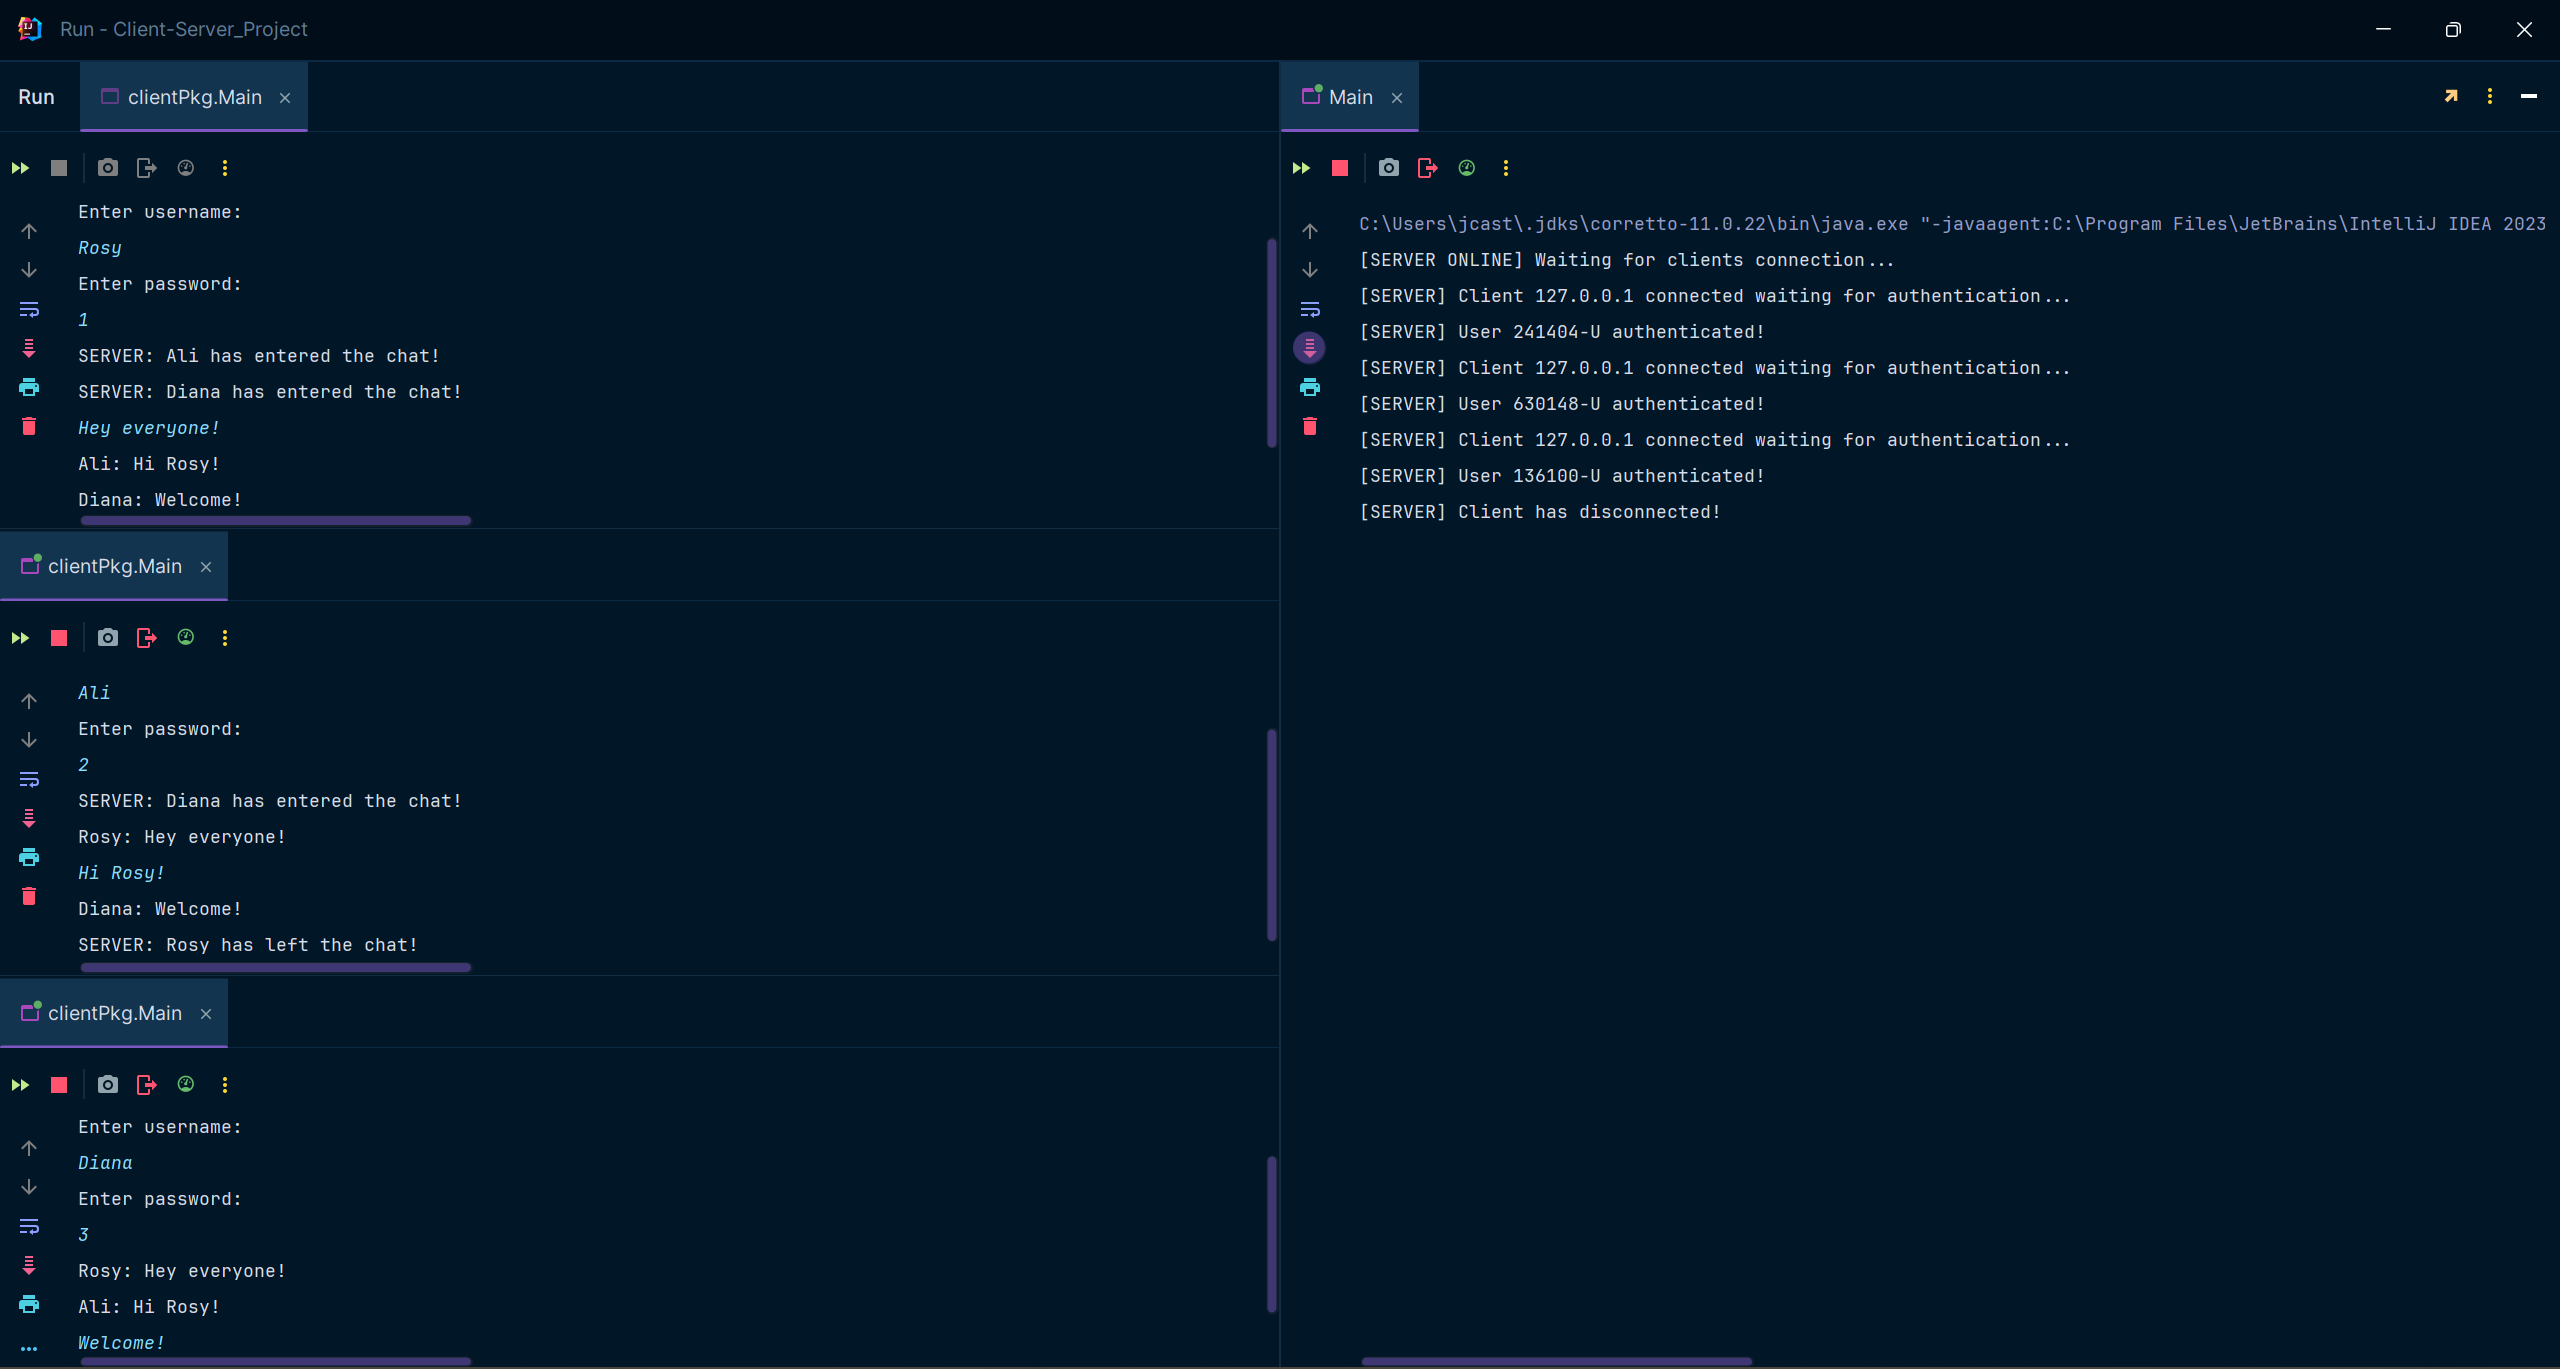 Run - Client-Server_Project
Run
clientPkg.Main
Enter username:
Rosy
Enter password:
1
SERVER: Ali has entered the chat!
SERVER: Diana has entered the chat!
Hey everyone!
Ali: Hi Rosy!
Diana: Welcome!
clientPkg.Main
Ali
Enter password:
2
SERVER: Diana has entered the chat!
Rosy: Hey everyone!
Hi Rosy!
Diana: Welcome!
SERVER: Rosy has left the chat!
clientPkg.Main
Enter username:
Diana
Enter password:
3
Rosy: Hey everyone!
Ali: Hi Rosy!
Welcome!
Main
C:\Users\jcast\.jdks\corretto-11.0.22\bin\java.exe "-javaagent:C:\Program Files\JetBrains\IntelliJ IDEA 2023
[SERVER ONLINE] Waiting for clients connection...
[SERVER] Client 127.0.0.1 connected waiting for authentication...
[SERVER] User 241404-U authenticated!
[SERVER] Client 127.0.0.1 connected waiting for authentication...
[SERVER] User 630148-U authenticated!
[SERVER] Client 127.0.0.1 connected waiting for authentication...
[SERVER] User 136100-U authenticated!
[SERVER] Client has disconnected!